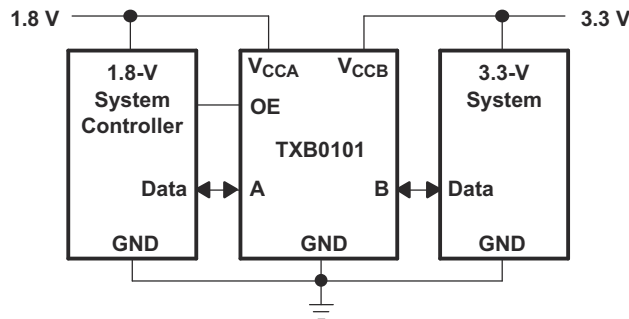 1.8 V
3.3 V
1.8-V
System
Controller
Data
GND
VCCA
VCCB
OE
TXB0101
A
B
GND
3.3-V
System
Data
GND